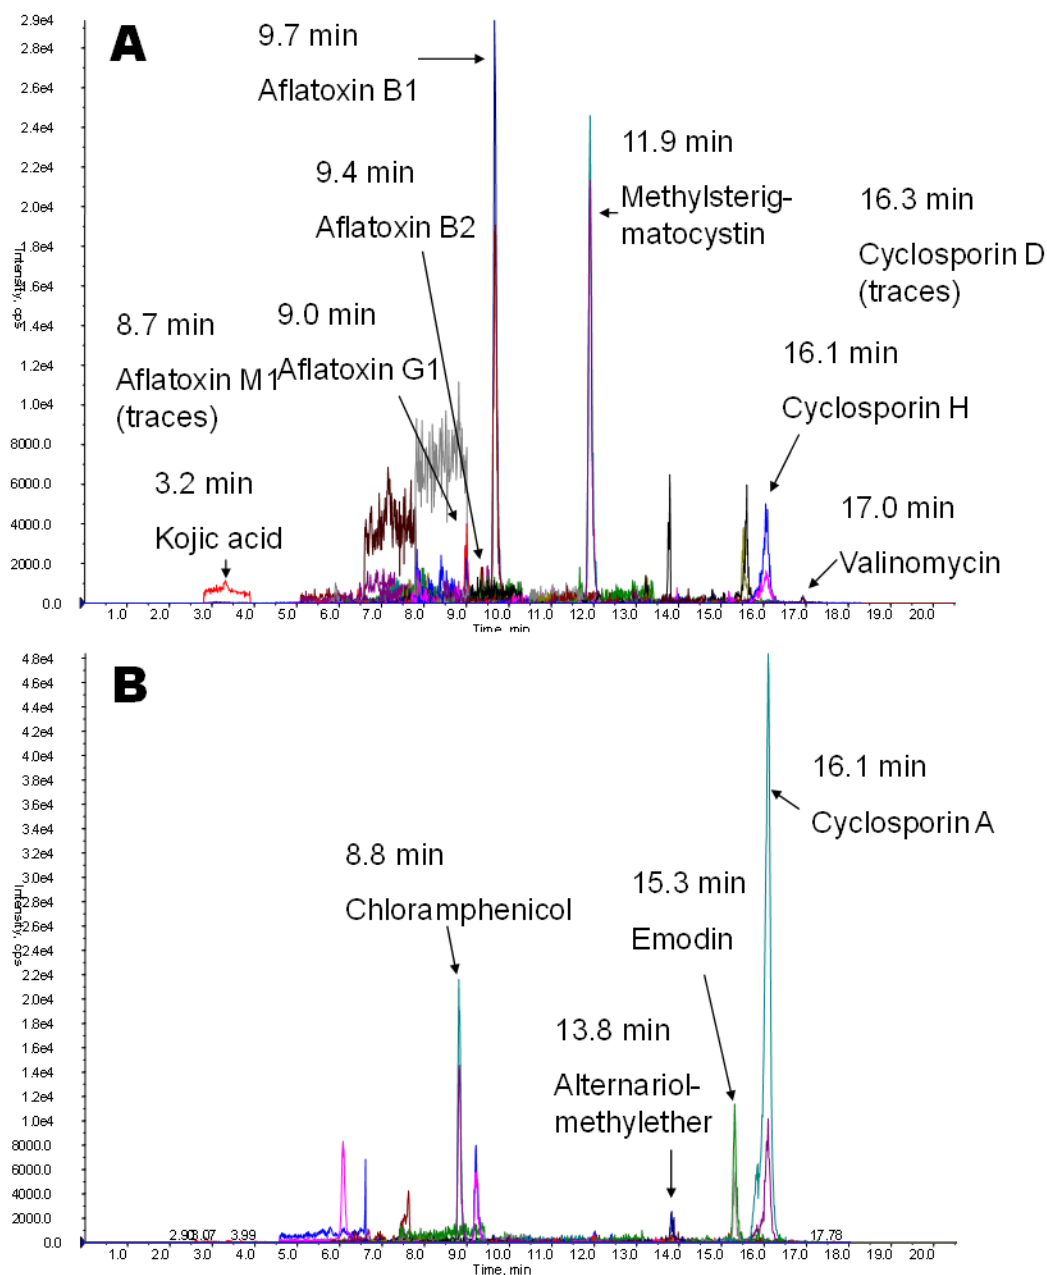 A
9.7 min
Aflatoxin B1
9.4 min
Aflatoxin B2
11.9 min
Methylsterig-
matocystin
16.3 min
Cyclosporin D
(traces)
8.7 min
Aflatoxin M1
(traces)
9.0 min
Aflatoxin G1
16.1 min
Cyclosporin H
3.2 min
Kojic acid
17.0 min
Valinomycin
Intensity, cps
2.9e4
2.8e4
2.6e4
2.4e4
2.2e4
2.0e4
1.8e4
1.6e4
1.4e4
1.2e4
1.0e4
8000.0
6000.0
4000.0
2000.0
0.0
1.0 2.0 3.0 4.0 5.0 6.0 7.0 8.0 9.0 10.0 11.0 12.0 13.0 14.0 15.0 16.0 17.0 18.0 19.0 20.0
Time, min
B
16.1 min
Cyclosporin A
8.8 min
Chloramphenicol
15.3 min
Emodin
13.8 min
Alternariol-
methylether
Intensity, cps
4.8e4
4.6e4
4.4e4
4.2e4
4.0e4
3.8e4
3.6e4
3.4e4
3.2e4
3.0e4
2.8e4
2.6e4
2.4e4
2.2e4
2.0e4
1.8e4
1.6e4
1.4e4
1.2e4
1.0e4
8000.0
6000.0
4000.0
2000.0
0.0
3.99 17.78
1.0 2.0 3.0 4.0 5.0 6.0 7.0 8.0 9.0 10.0 11.0 12.0 13.0 14.0 15.0 16.0 17.0 18.0 19.0 20.0
Time, min